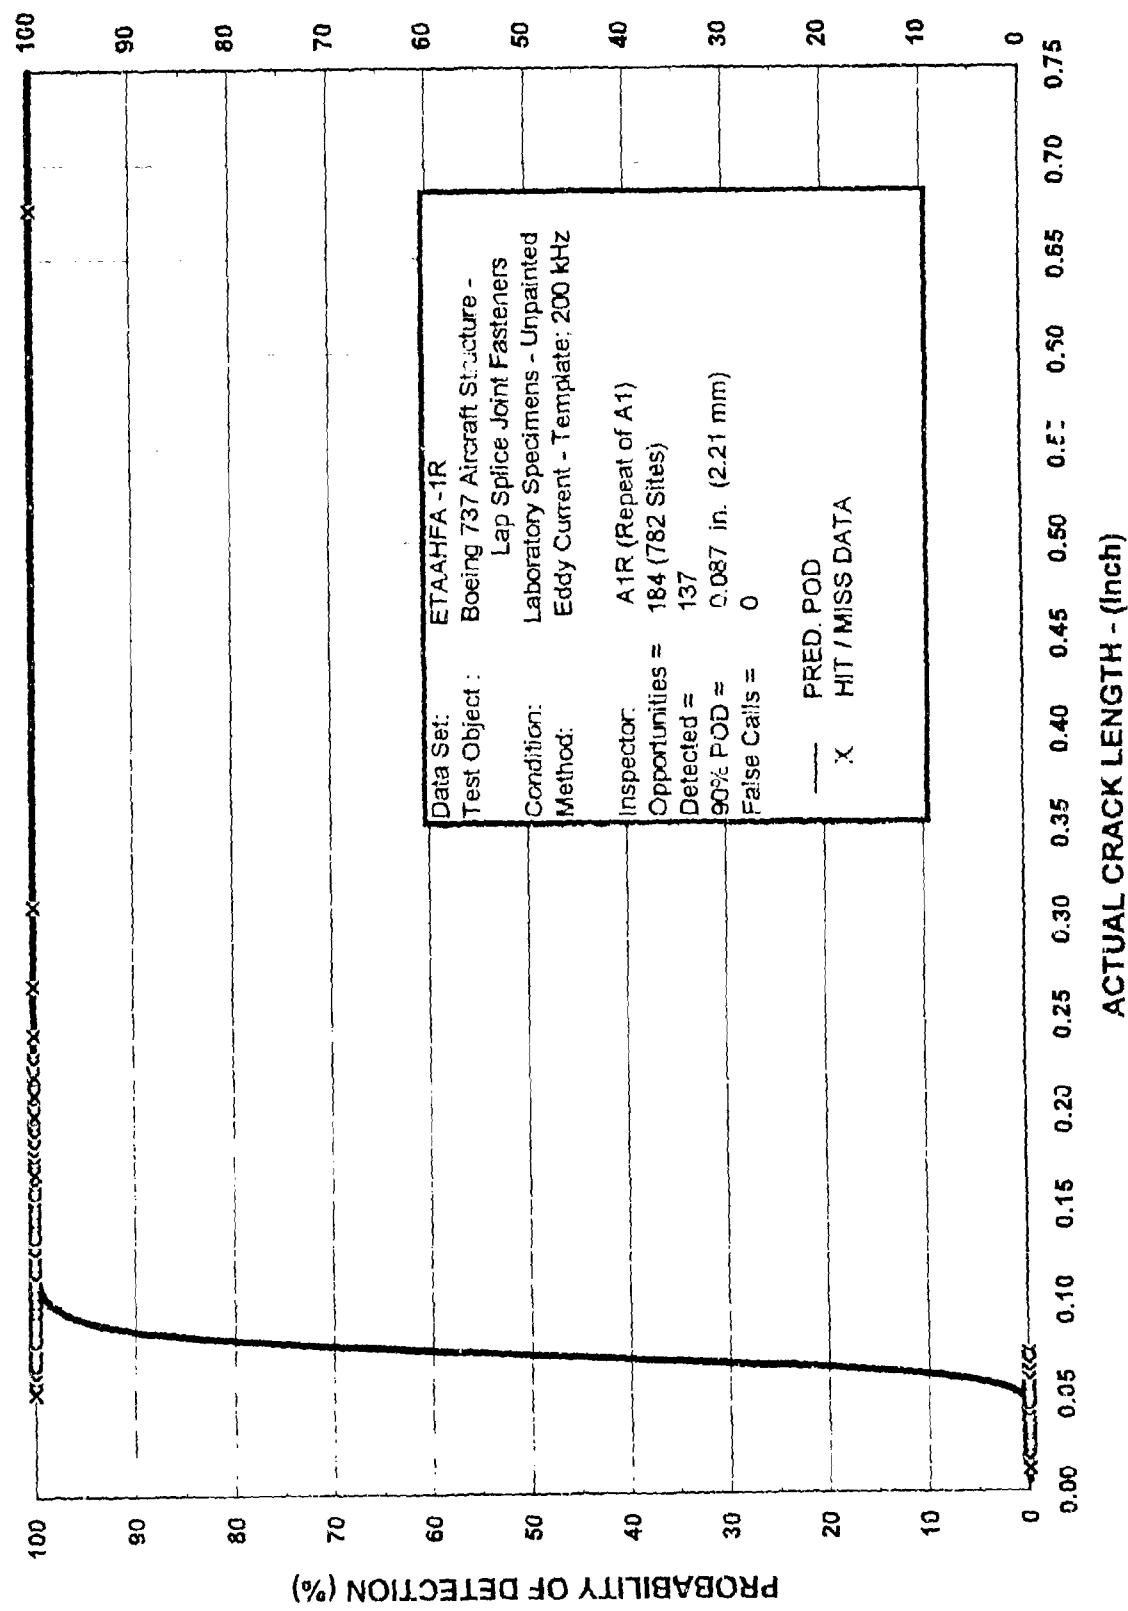 100 90 80 70 60 50 40 30 20 10 0
PROBABILITY OF DETECTION (%)
100 90 80 70 60 50 40 30 20 10 0
0.00 0.05 0.10 0.15 0.20 0.25 0.30 0.35 0.40 0.45 0.50 0.65 0.70 0.75
ACTUAL CRACK LENGTH - (Inch)
Data Set: ETAAHFA -1R
Test Object : Boeing 737 Aircraft Structure -
Lap Splice Joint Fasteners
Condition: Laboratory Specimens - Unpainted
Method: Eddy Current - Template: 200 kHz
Inspector: A1R (Repeat of A1)
Opportunities = 184 (782 Sites)
Detected = 137
90% POD = 0.087 in. (2.21 mm)
False Calls = 0
PRED. POD
X HIT / MISS DATA